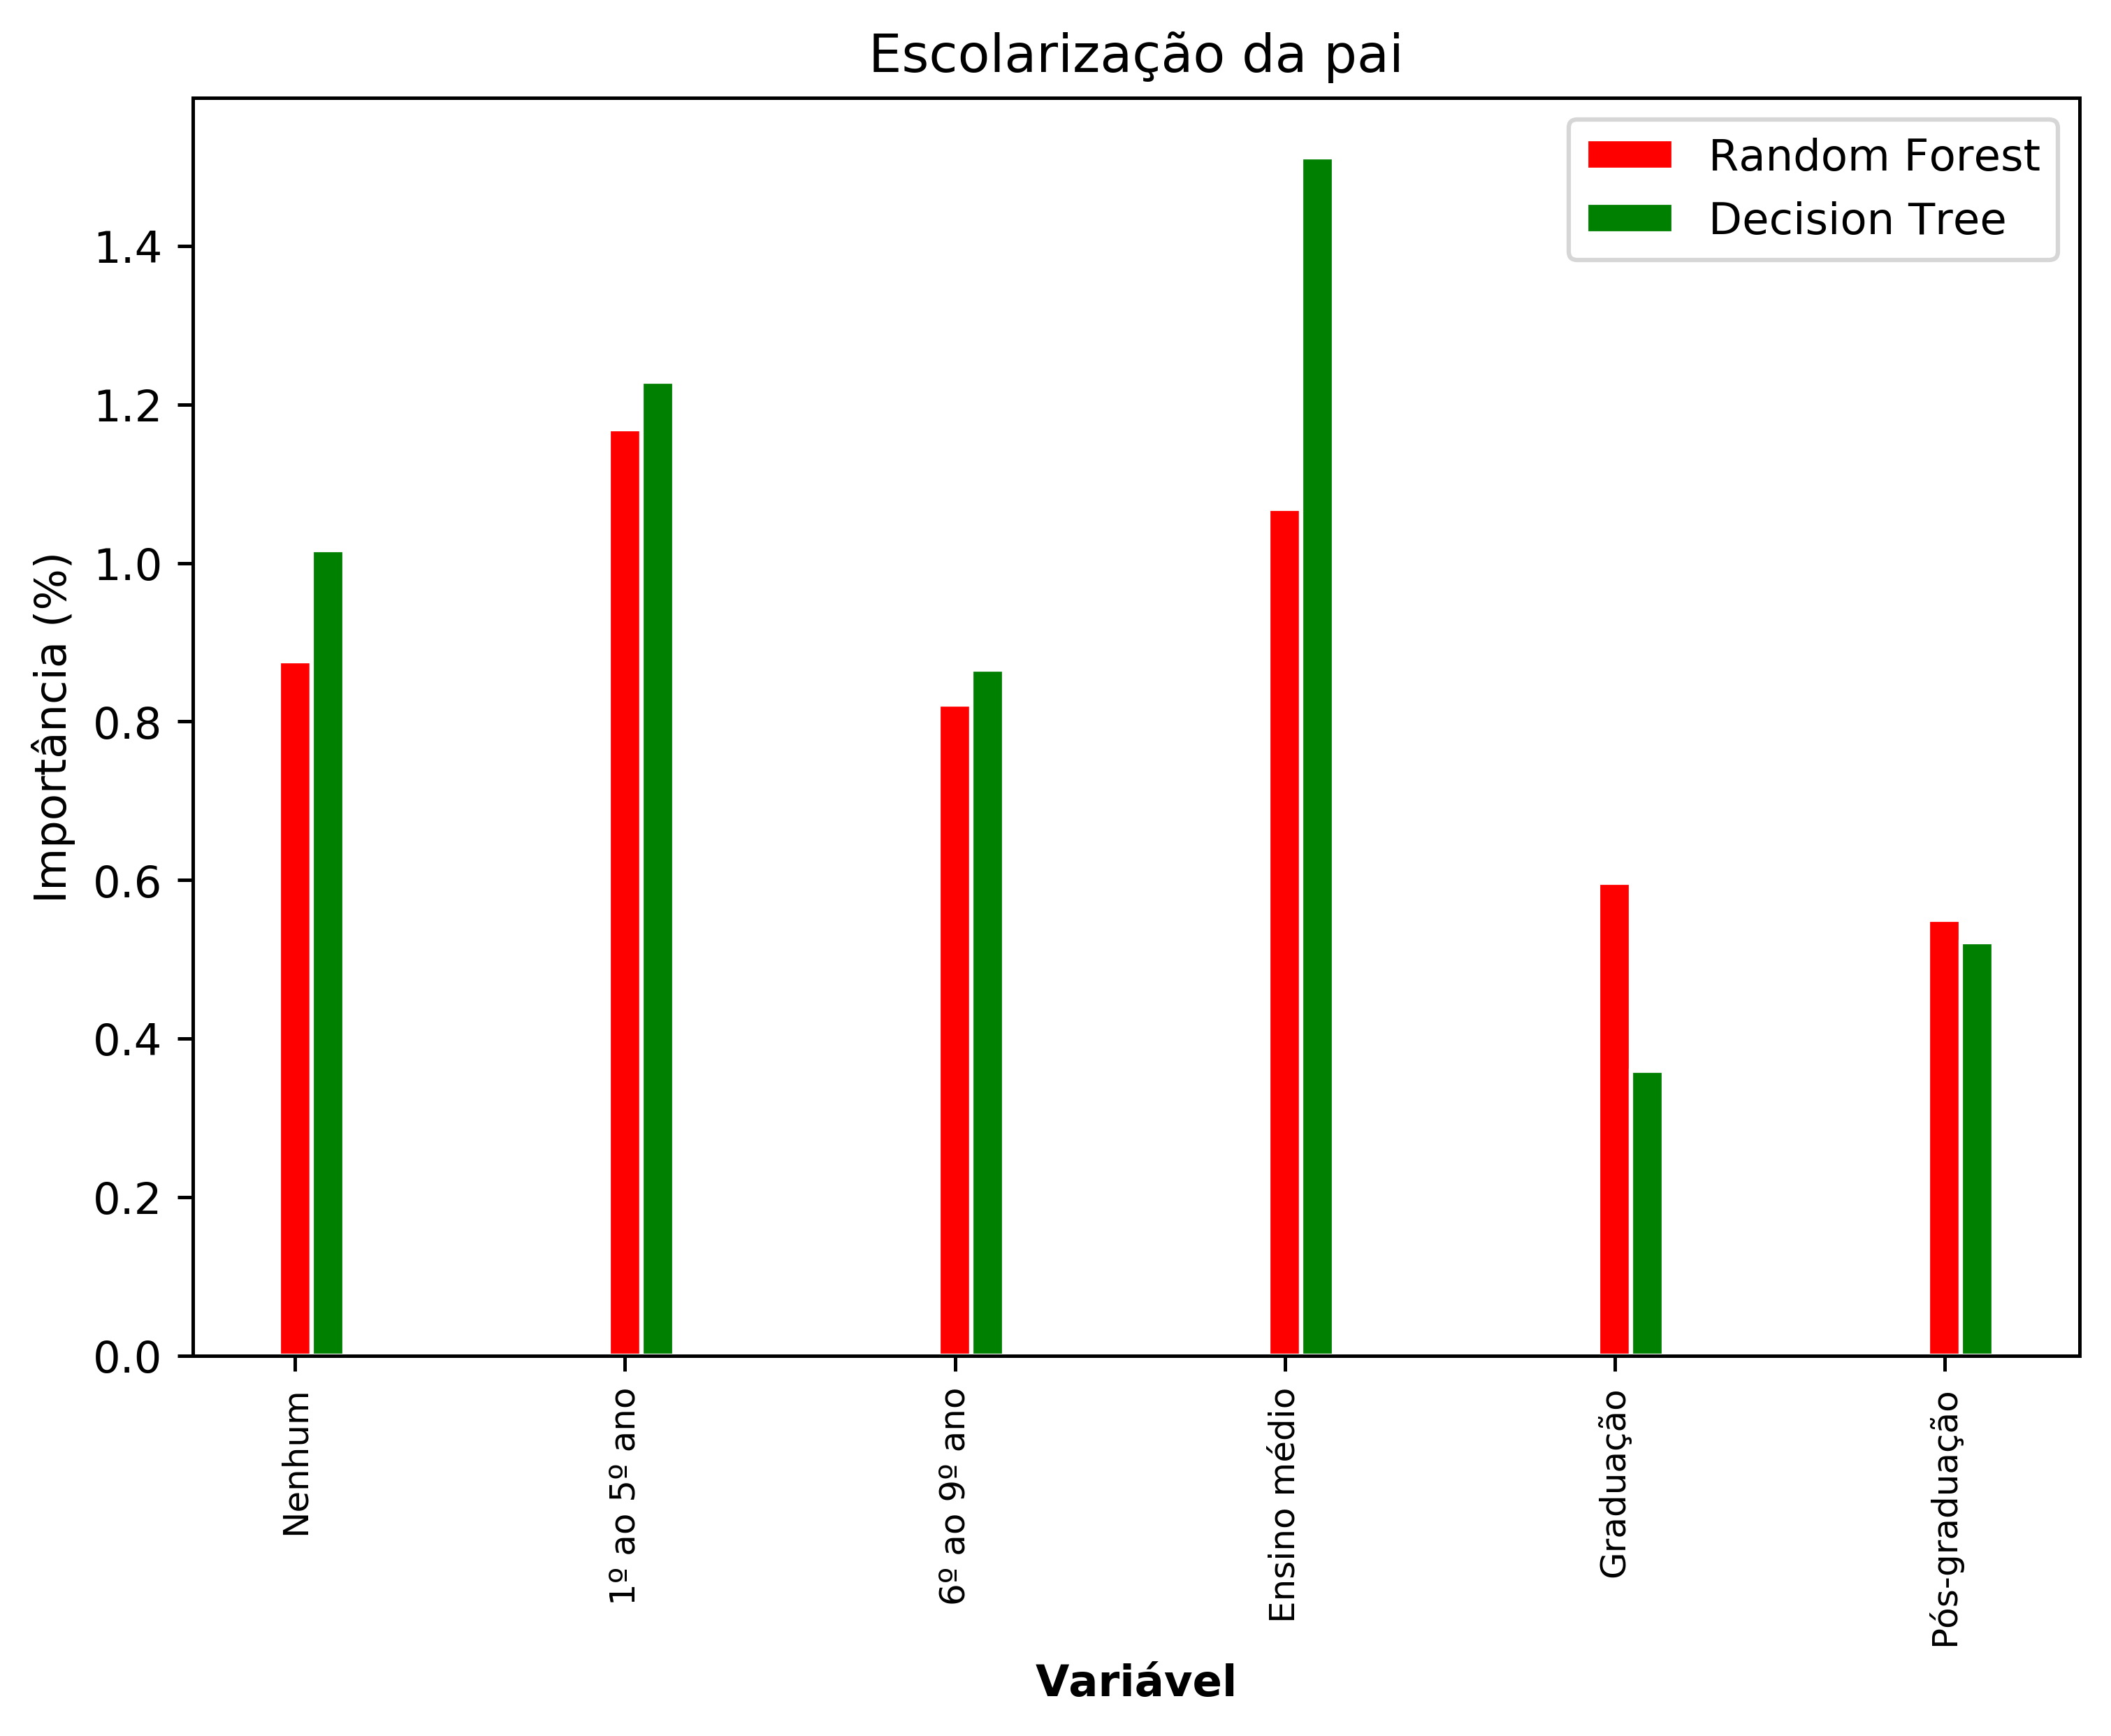 Escolarização da pai
Random Forest
Decision Tree
Importância (%)
1.4
1.2
1.0
0.8
0.6
0.4
0.2
0.0
Nenhum
1º ao 5º ano
6º ao 9º ano
Ensino médio
Graduação
Pós-graduação
Variável